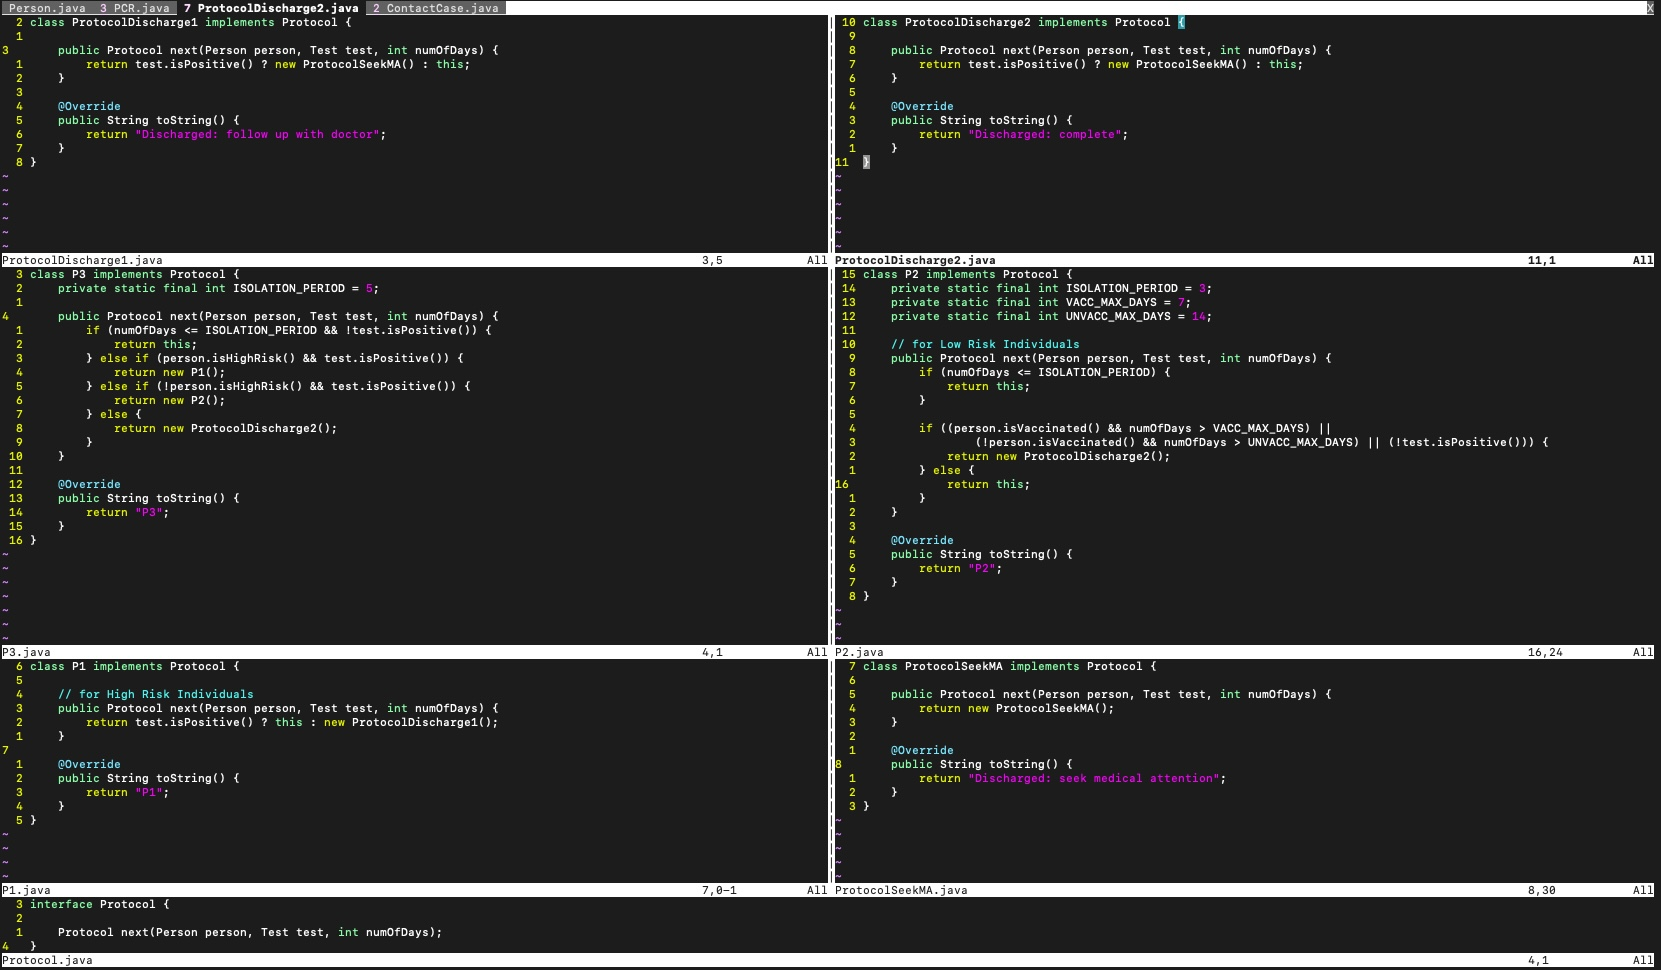 Person.java  3 PCR.java  7 ProtocolDischarge2.java  2 ContactCase.java  X
  2 class ProtocolDischarge1 implements Protocol {
  1
3       public Protocol next(Person person, Test test, int numOfDays) {
  1         return test.isPositive() ? new ProtocolSeekMA() : this;
  2     }
  3
  4     @Override
  5     public String toString() {
  6         return "Discharged: follow up with doctor";
  7     }
  8 }
~
~
~
~
~
~
ProtocolDischarge1.java 3,5 All
 10 class ProtocolDischarge2 implements Protocol {
  9
  8     public Protocol next(Person person, Test test, int numOfDays) {
  7         return test.isPositive() ? new ProtocolSeekMA() : this;
  6     }
  5
  4     @Override
  3     public String toString() {
  2         return "Discharged: complete";
  1     }
11  }
~
~
~
~
~
~
ProtocolDischarge2.java 11,1 All
  3 class P3 implements Protocol {
  2     private static final int ISOLATION_PERIOD = 5;
  1
4       public Protocol next(Person person, Test test, int numOfDays) {
  1         if (numOfDays <= ISOLATION_PERIOD && !test.isPositive()) {
  2             return this;
  3         } else if (person.isHighRisk() && test.isPositive()) {
  4             return new P1();
  5         } else if (!person.isHighRisk() && test.isPositive()) {
  6             return new P2();
  7         } else {
  8             return new ProtocolDischarge2();
  9         }
 10     }
 11
 12     @Override
 13     public String toString() {
 14         return "P3";
 15     }
 16 }
~
~
~
~
~
~
~
P3.java 4,1 All
 15 class P2 implements Protocol {
 14     private static final int ISOLATION_PERIOD = 3;
 13     private static final int VACC_MAX_DAYS = 7;
 12     private static final int UNVACC_MAX_DAYS = 14;
 11
 10     // for Low Risk Individuals
  9     public Protocol next(Person person, Test test, int numOfDays) {
  8         if (numOfDays <= ISOLATION_PERIOD) {
  7             return this;
  6         }
  5
  4         if ((person.isVaccinated() && numOfDays > VACC_MAX_DAYS) ||
  3                 (!person.isVaccinated() && numOfDays > UNVACC_MAX_DAYS) || (!test.isPositive())) {
  2             return new ProtocolDischarge2();
  1         } else {
16              return this;
  1         }
  2     }
  3
  4     @Override
  5     public String toString() {
  6         return "P2";
  7     }
  8 }
~
~
~
P2.java 16,24 All
  6 class P1 implements Protocol {
  5
  4     // for High Risk Individuals
  3     public Protocol next(Person person, Test test, int numOfDays) {
  2         return test.isPositive() ? this : new ProtocolDischarge1();
  1     }
7
  1     @Override
  2     public String toString() {
  3         return "P1";
  4     }
  5 }
~
~
~
~
P1.java 7,0-1 All
  7 class ProtocolSeekMA implements Protocol {
  6
  5     public Protocol next(Person person, Test test, int numOfDays) {
  4         return new ProtocolSeekMA();
  3     }
  2
  1     @Override
8       public String toString() {
  1         return "Discharged: seek medical attention";
  2     }
  3 }
~
~
~
~
~
ProtocolSeekMA.java 8,30 All
  3 interface Protocol {
  2
  1     Protocol next(Person person, Test test, int numOfDays);
4   }
Protocol.java 4,1 All